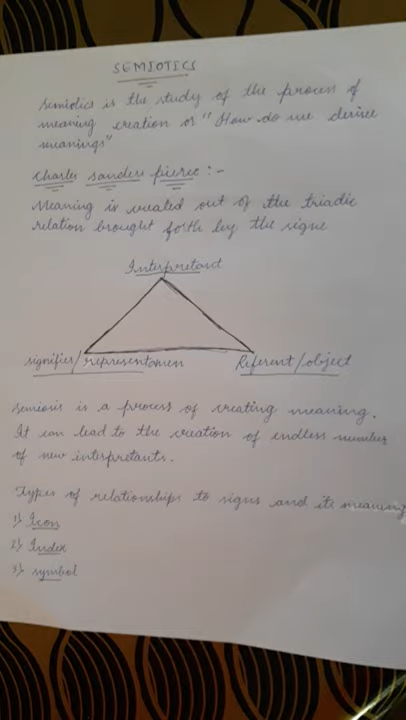 SEMIOTICS
Semiotics is the study of the process of
meaning creation or "How do we derive
meanings"
Charles sanders pierce :-
Meaning is created out of the triadic
relation brought forth by the signe
Interpretant
signifier/representamen Referent/object
Semiosis is a process of creating meaning.
It can lead to the creation of endless number
of new interpretants.
Types of relationships to signs and its meaning
1) Icon
2) Index
3) symbol